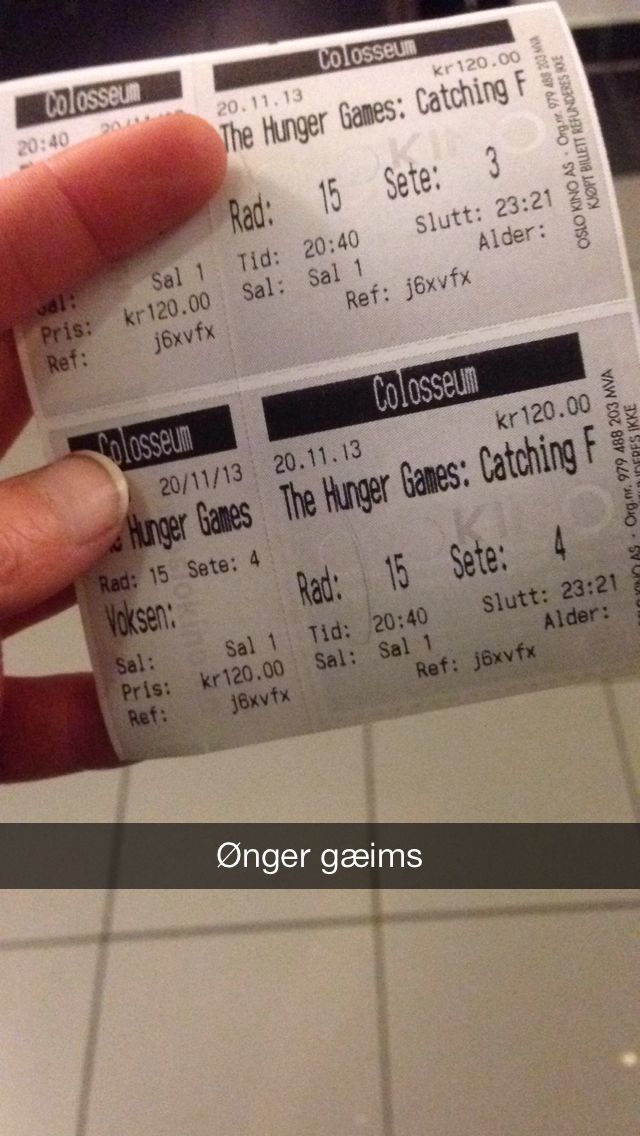 Colosseum
20:40
Sal 1
Pris: kr120.00
Ref: j6xvfx
Colosseum
20.11.13 kr120.00
The Hunger Games: Catching F
Rad: 15 Sete: 3
Tid: 20:40 Slutt: 23:21
Sal: Sal 1 Alder:
Ref: j6xvfx
OSLO KINO AS - Org.nr. 979 488 203 MVA
KJØPT BILLETT REFUNDERES IKKE
Colosseum
20/11/13
Hunger Games
Rad: 15 Sete: 4
Voksen:
Sal: Sal 1
Pris: kr120.00
Ref: j6xvfx
Colosseum
20.11.13 kr120.00
The Hunger Games: Catching F
Rad: 15 Sete: 4
Tid: 20:40 Slutt: 23:21
Sal: Sal 1 Alder:
Ref: j6xvfx
AS - Org.nr. 979 488 203 MVA
IKKE
KINO
Ønger gæims